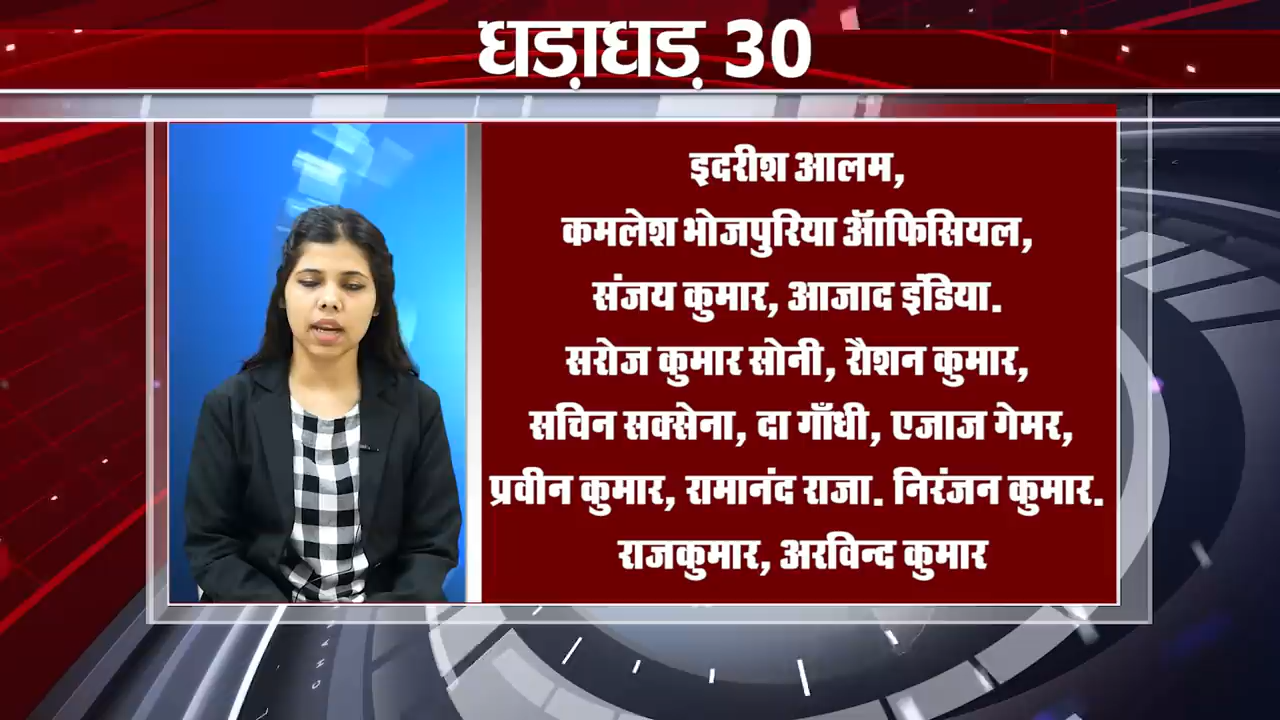 धड़ाधड़ 30
इदरीश आलम,
कमलेश भोजपुरिया ऑफिसियल,
संजय कुमार, आजाद इंडिया.
सरोज कुमार सोनी, रौशन कुमार,
सचिन सक्सेना, दा गाँधी, एजाज गेमर,
प्रवीन कुमार, रामानंद राजा. निरंजन कुमार.
राजकुमार, अरविन्द कुमार